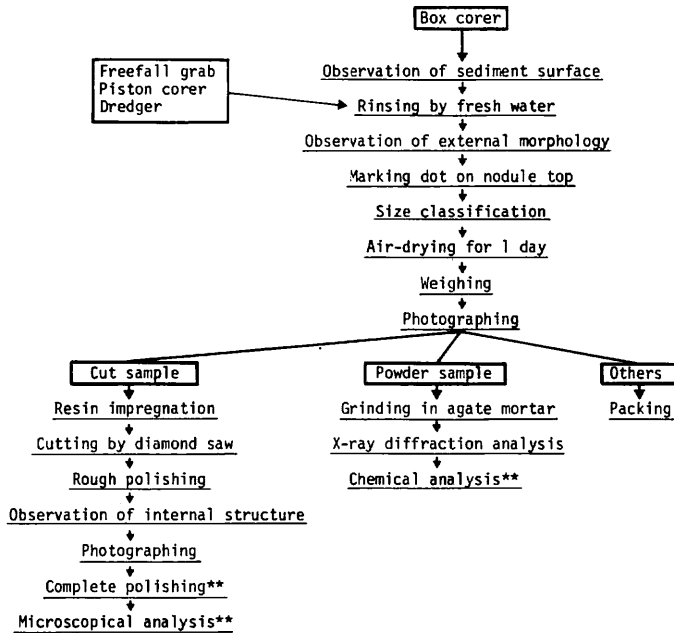 Box corer
Freefall grab
Piston corer
Dredger
Observation of sediment surface
Rinsing by fresh water
Observation of external morphology
Marking dot on nodule top
Size classification
Air-drying for 1 day
Weighing
Photographing
Cut sample
Resin impregnation
Cutting by diamond saw
Rough polishing
Observation of internal structure
Photographing
Complete polishing**
Microscopical analysis**
Powder sample
Grinding in agate mortar
X-ray diffraction analysis
Chemical analysis**
Others
Packing